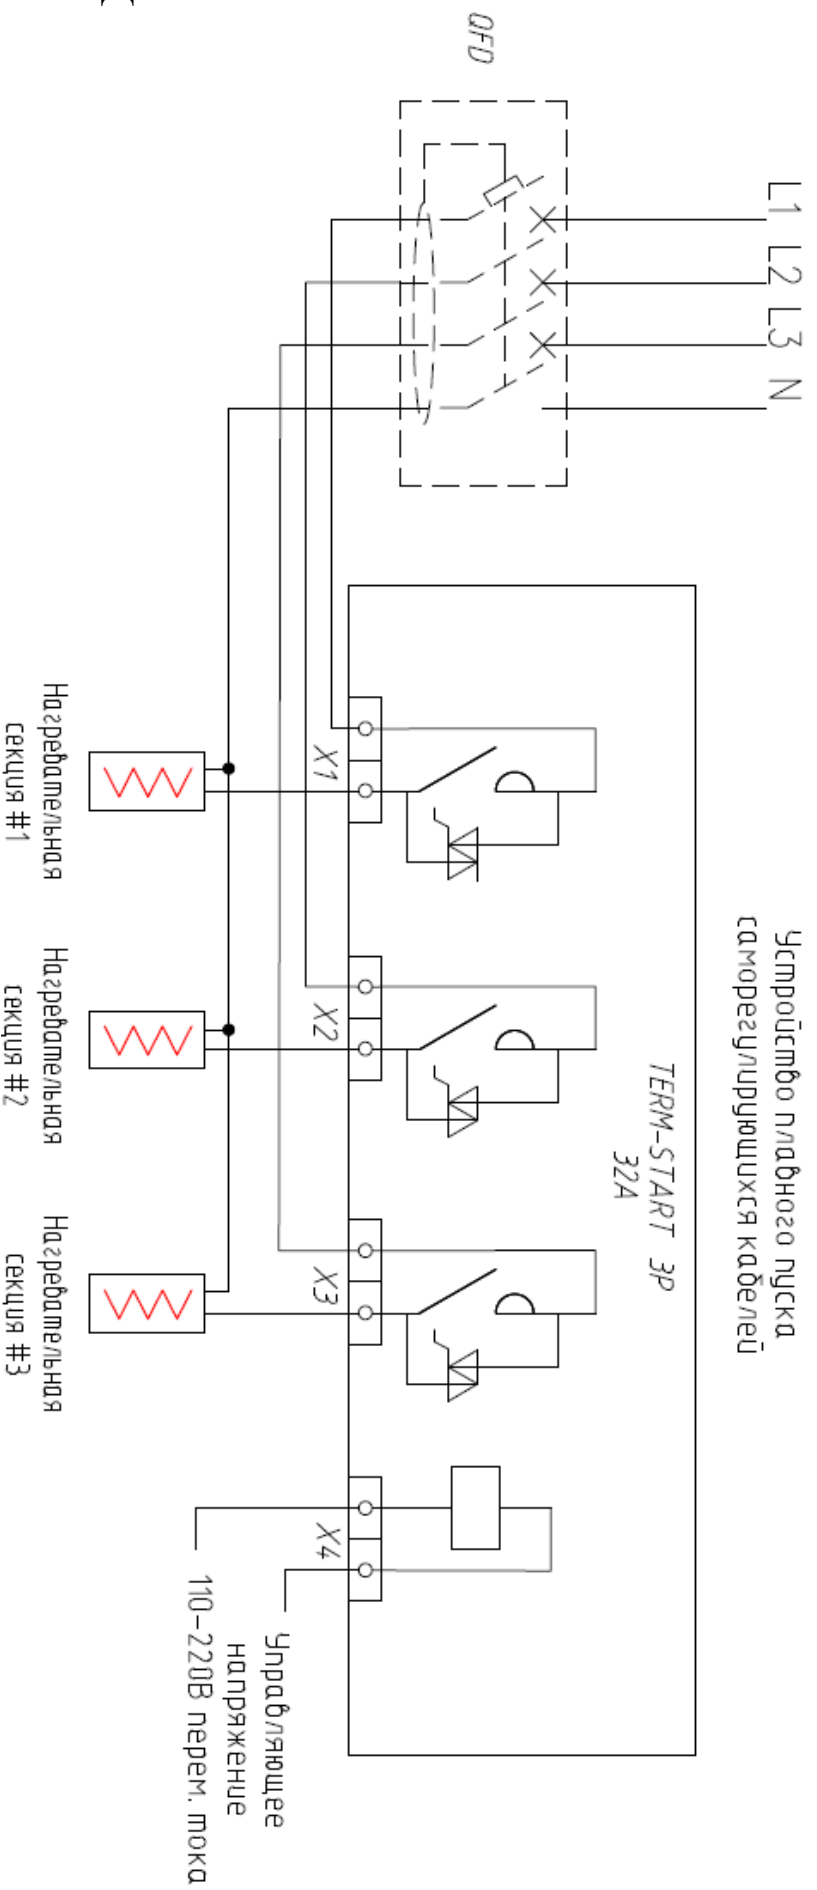 QFD
L1
L2
L3
N
Устройство плавного пуска
саморегулирующихся кабелей
TERM-START 3P
32A
X1
X2
X3
X4
Нагревательная
секция #1
Нагревательная
секция #2
Нагревательная
секция #3
Управляющее
напряжение
110-220В перем. тока